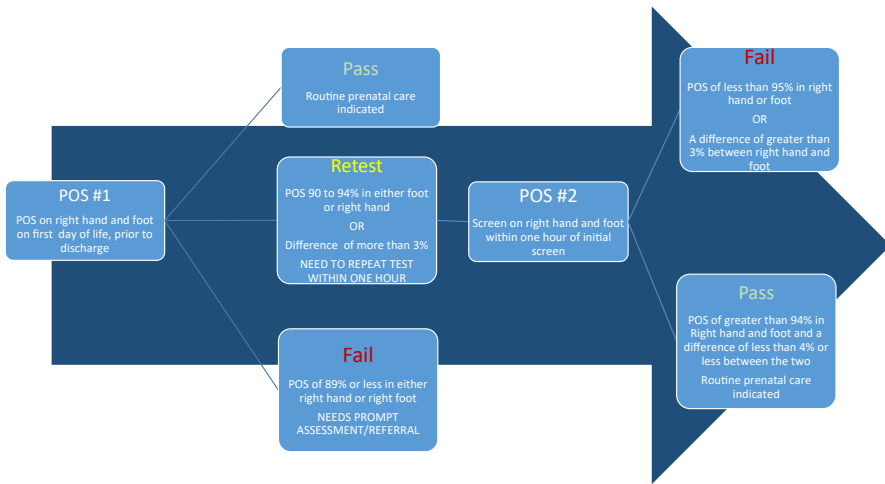 POS #1
POS on right hand and foot
on first day of life, prior to
discharge
Pass
Routine prenatal care
indicated
Retest
POS 90 to 94% in either foot
or right hand
OR
Difference of more than 3%
NEED TO REPEAT TEST
WITHIN ONE HOUR
Fail
POS of 89% or less in either
right hand or right foot
NEEDS PROMPT
ASSESSMENT/REFERRAL
POS #2
Screen on right hand and foot
within one hour of initial
screen
Fail
POS of less than 95% in right
hand or foot
OR
A difference of greater than
3% between right hand and
foot
Pass
POS of greater than 94% in
Right hand and foot and a
difference of less than 4% or
less between the two
Routine prenatal care
indicated